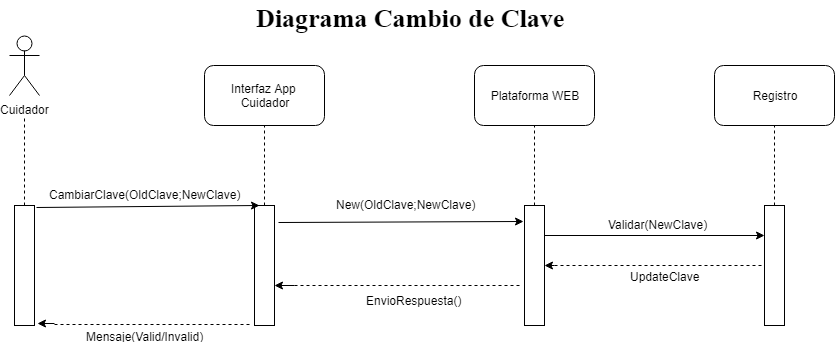 Diagrama Cambio de Clave
Cuidador
Interfaz App
Cuidador
Plataforma WEB
Registro
CambiarClave(OldClave;NewClave)
New(OldClave;NewClave)
Validar(NewClave)
UpdateClave
EnvioRespuesta()
Mensaje(Valid/Invalid)